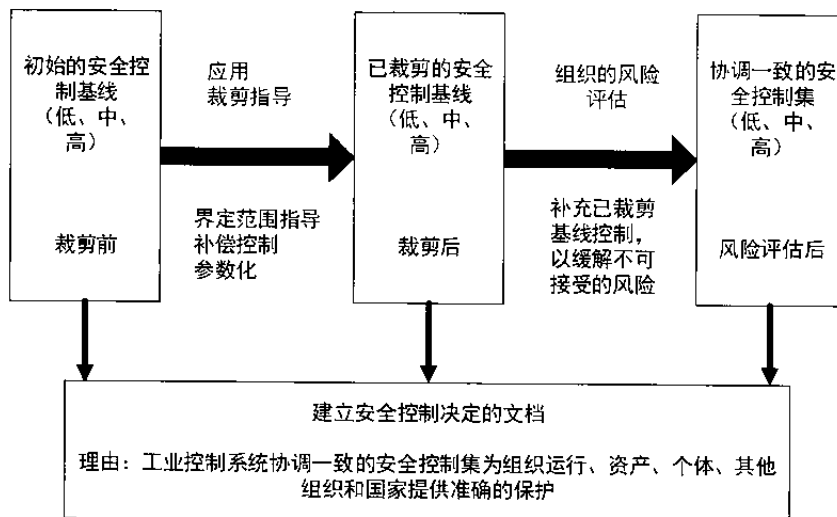 初始的安全控
制基线
（低、中、
高）
裁剪前
应用
裁剪指导
界定范围指导
补偿控制
参数化
已裁剪的安全
控制基线
（低、中、
高）
裁剪后
组织的风险
评估
补充已裁剪
基线控制，
以缓解不可
接受的风险
协调一致的安
全控制集
（低、中、
高）
风险评估后
建立安全控制决定的文档
理由：工业控制系统协调一致的安全控制集为组织运行、资产、个体、其他
组织和国家提供准确的保护